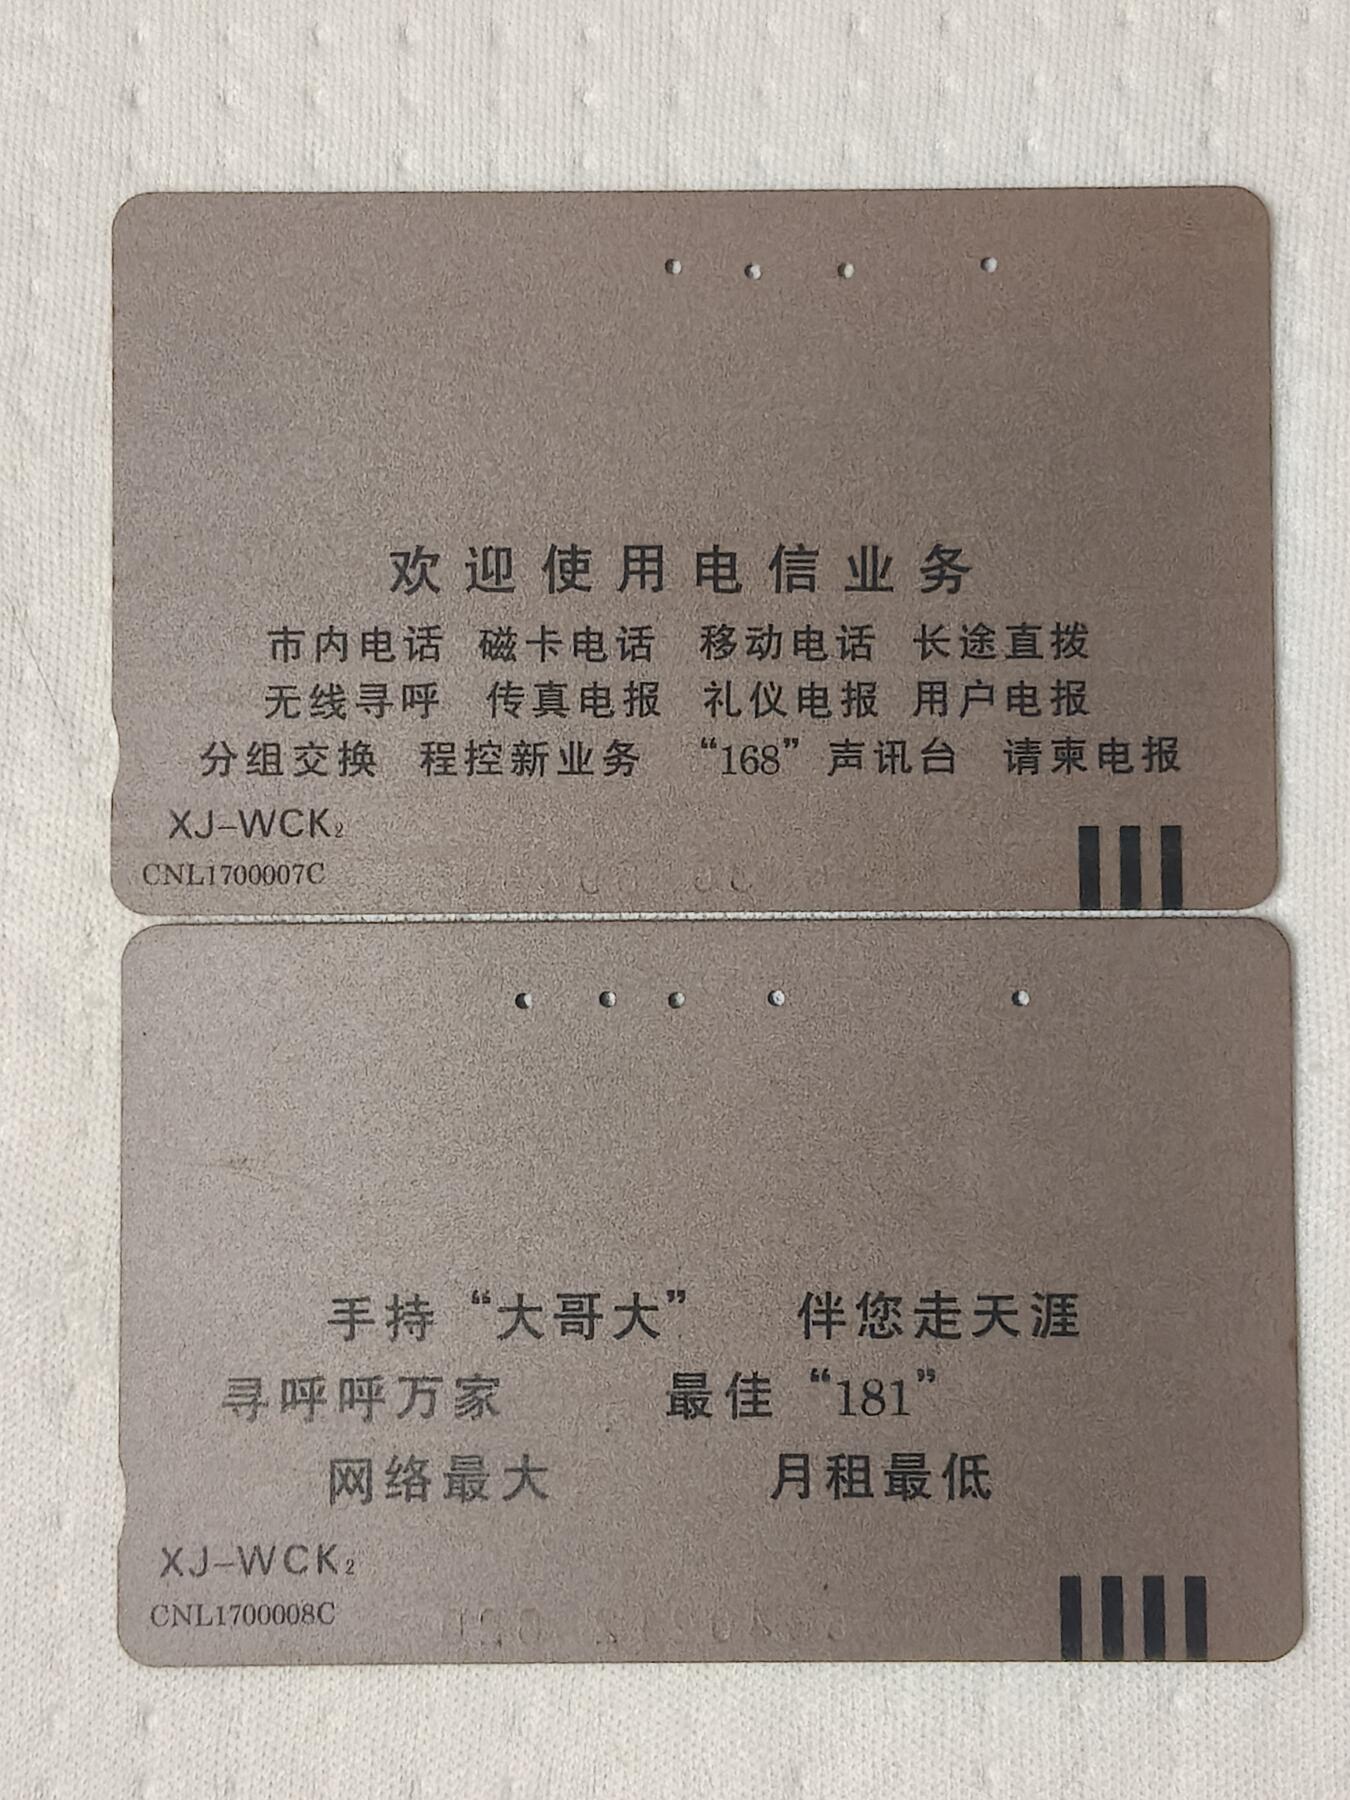 欢迎使用电信业务
市内电话 磁卡电话 移动电话 长途直拨
无线寻呼 传真电报 礼仪电报 用户电报
分组交换 程控新业务 “168”声讯台 请柬电报
XJ-WCK₂
CNL1700007C
手持“大哥大” 伴您走天涯
寻呼呼万家 最佳“181”
网络最大 月租最低
XJ-WCK₂
CNL1700008C